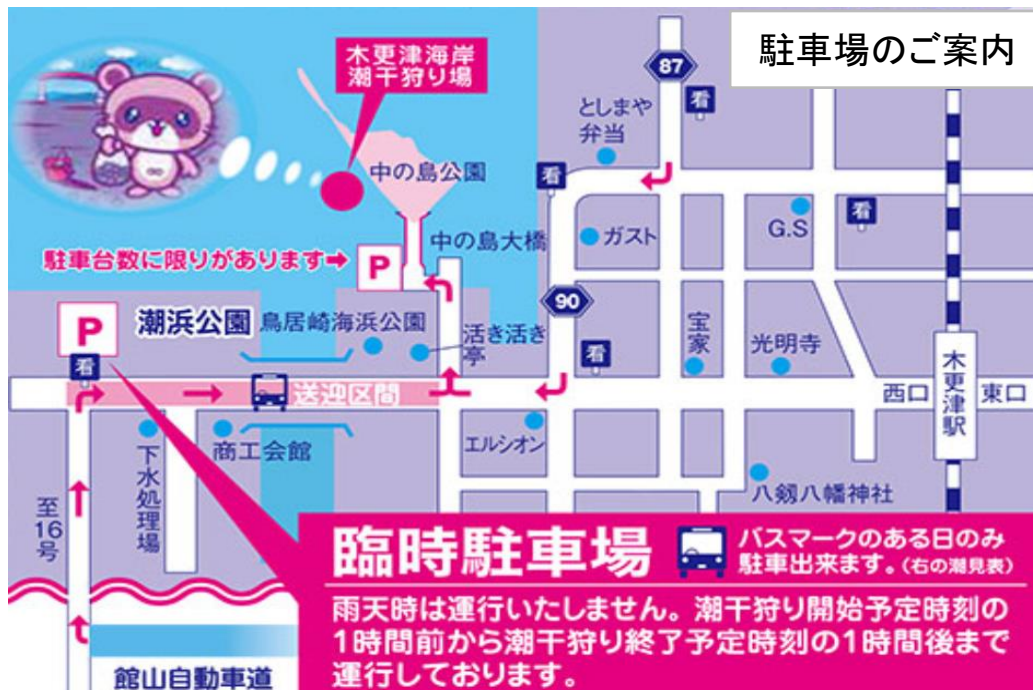 駐車場のご案内
木更津海岸
潮干狩り場
87
看
としまや
弁当
中の島公園
看
看
G.S
ガスト
中の島大橋
駐車台数に限りがあります➡
P
90
P
潮浜公園
鳥居崎海浜公園
活き活き
亭
宝家
光明寺
看
看
木更津駅
西口
東口
送迎区間
エルシオン
商工会館
下水処理場
八剱八幡神社
至16号
臨時駐車場
バスマークのある日のみ
駐車出来ます。(右の潮見表)
雨天時は運行いたしません。潮干狩り開始予定時刻の
1時間前から潮干狩り終了予定時刻の1時間後まで
運行しております。
館山自動車道